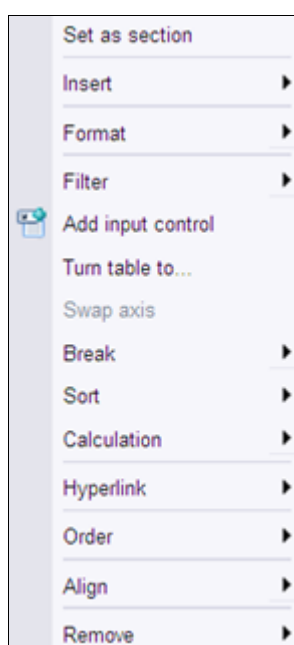 Set as section
Insert
Format
Filter
Add input control
Turn table to...
Swap axis
Break
Sort
Calculation
Hyperlink
Order
Align
Remove